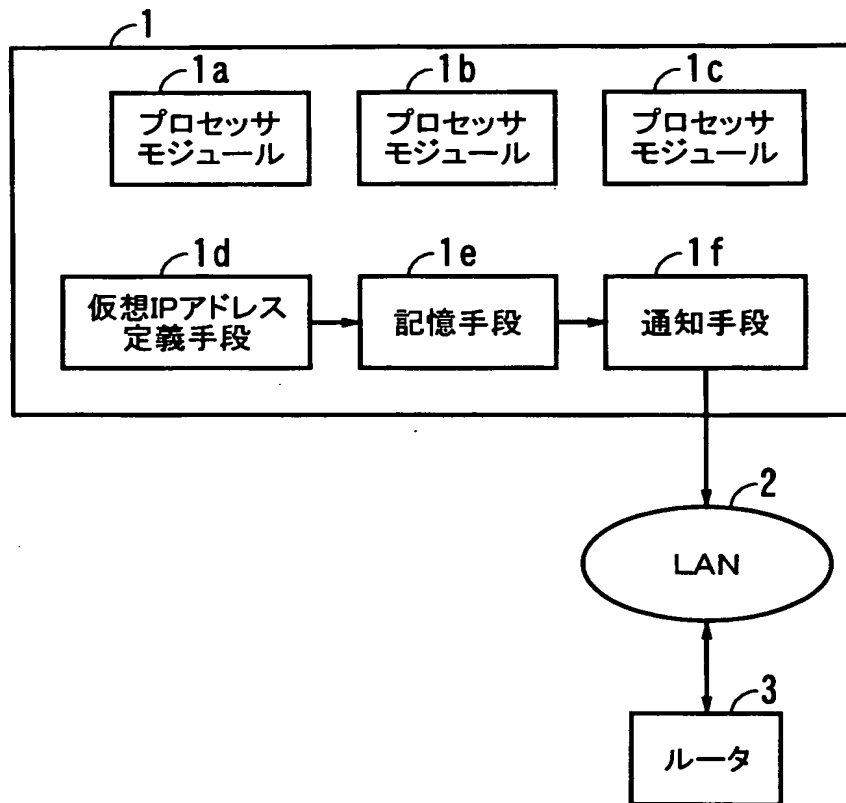 1
1a
1b
1c
プロセッサ
モジュール
プロセッサ
モジュール
プロセッサ
モジュール
1d
1e
1f
仮想IPアドレス
定義手段
記憶手段
通知手段
2
LAN
3
ルータ